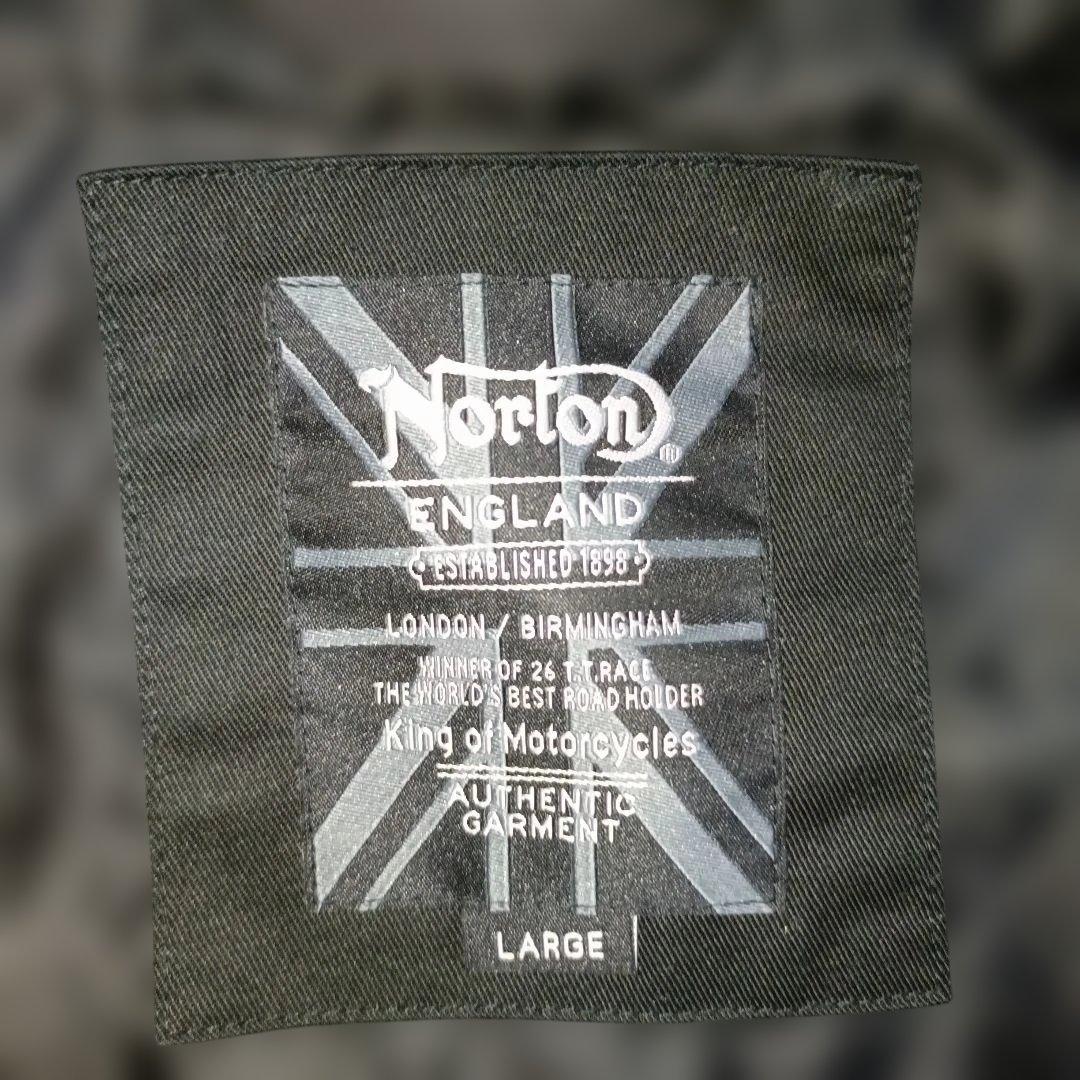 Norton®
ENGLAND
ESTABLISHED 1898
LONDON / BIRMINGHAM
WINNER OF 26 T.T.RACE
THE WORLD'S BEST ROAD HOLDER
King of Motorcycles
AUTHENTIC
GARMENT
LARGE